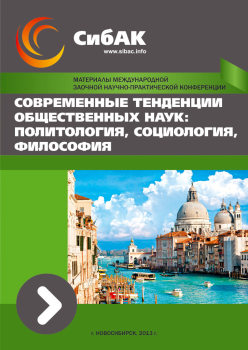 СибАК
www.sibac.info
МАТЕРИАЛЫ МЕЖДУНАРОДНОЙ
ЗАОЧНОЙ НАУЧНО-ПРАКТИЧЕСКОЙ КОНФЕРЕНЦИИ
СОВРЕМЕННЫЕ ТЕНДЕНЦИИ
ОБЩЕСТВЕННЫХ НАУК:
ПОЛИТОЛОГИЯ, СОЦИОЛОГИЯ,
ФИЛОСОФИЯ
г. НОВОСИБИРСК, 2013 г.